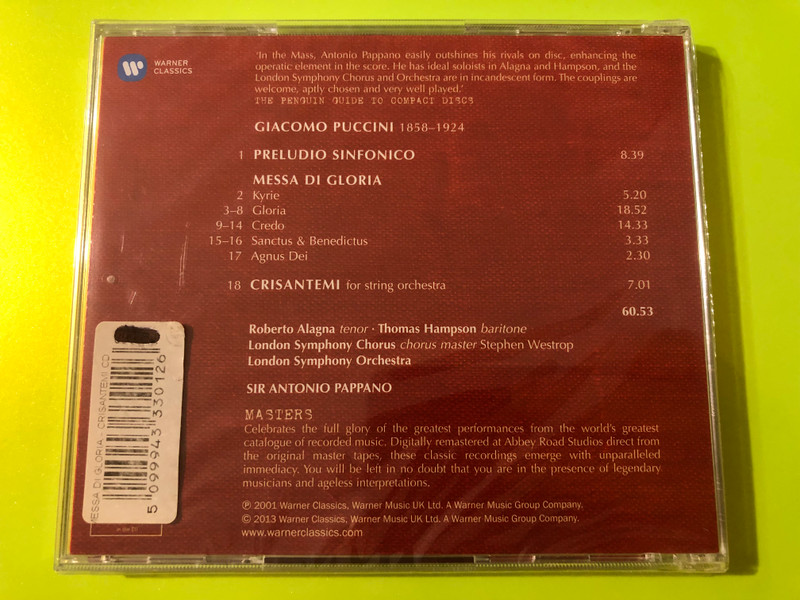 WARNER
CLASSICS
'In the Mass, Antonio Pappano easily outshines his rivals on disc, enhancing the
operatic element in the score. He has ideal soloists in Alagna and Hampson, and the
London Symphony Chorus and Orchestra are in incandescent form. The couplings are
welcome, aptly chosen and very well played.'
THE PENGUIN GUIDE TO COMPACT DISCS
GIACOMO PUCCINI 1858–1924
1 PRELUDIO SINFONICO 8.39
MESSA DI GLORIA
2 Kyrie 5.20
3–8 Gloria 18.52
9–14 Credo 14.33
15–16 Sanctus & Benedictus 3.33
17 Agnus Dei 2.30
18 CRISANTEMI for string orchestra 7.01
60.53
Roberto Alagna tenor · Thomas Hampson baritone
London Symphony Chorus chorus master Stephen Westrop
London Symphony Orchestra
SIR ANTONIO PAPPANO
MASTERS
Celebrates the full glory of the greatest performances from the world's greatest
catalogue of recorded music. Digitally remastered at Abbey Road Studios direct from
the original master tapes, these classic recordings emerge with unparalleled
immediacy. You will be left in no doubt that you are in the presence of legendary
musicians and ageless interpretations.
℗ 2001 Warner Classics, Warner Music UK Ltd. A Warner Music Group Company.
© 2013 Warner Classics, Warner Music UK Ltd. A Warner Music Group Company.
www.warnerclassics.com
ESSA DI GLORIA - CRISANTEMI CD
5 099943 330126